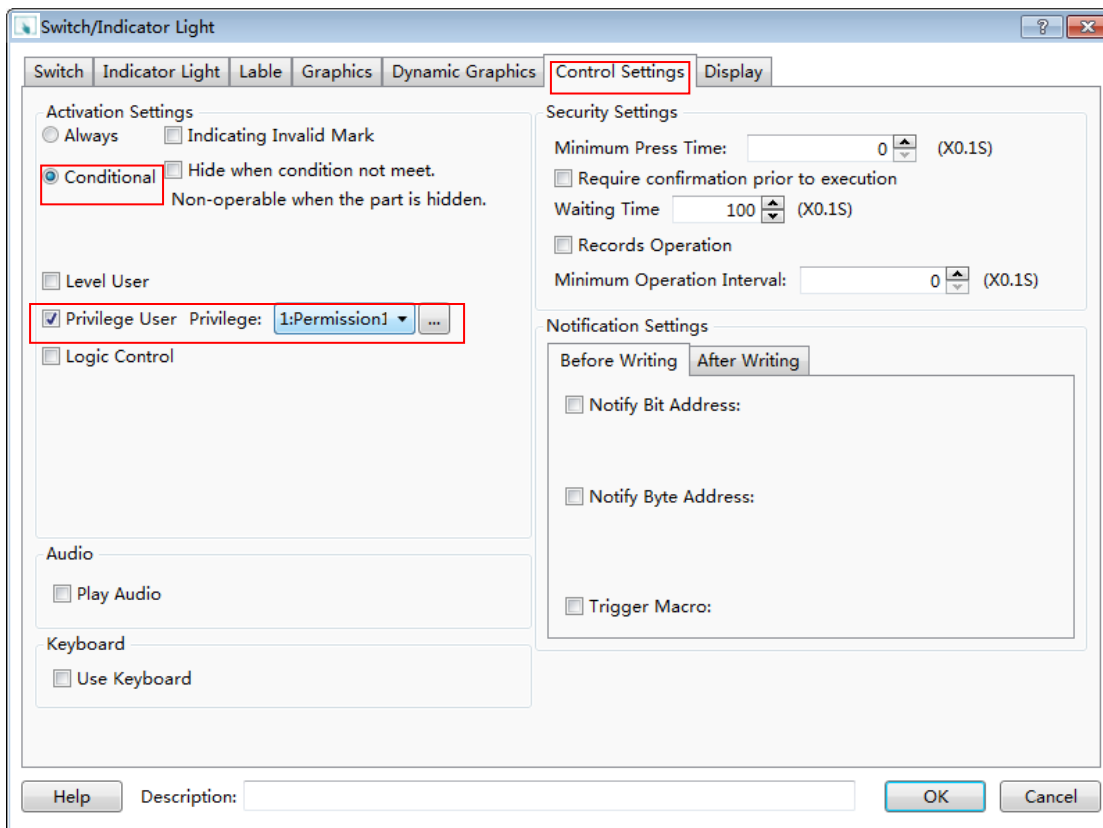 Switch/Indicator Light
Switch Indicator Light Lable Graphics Dynamic Graphics Control Settings Display
Activation Settings
Always Indicating Invalid Mark
Conditional Hide when condition not meet.
Non-operable when the part is hidden.
Level User
Privilege User Privilege: 1:Permission1 ...
Logic Control
Audio
Play Audio
Keyboard
Use Keyboard
Security Settings
Minimum Press Time: 0 (X0.1S)
Require confirmation prior to execution
Waiting Time 100 (X0.1S)
Records Operation
Minimum Operation Interval: 0 (X0.1S)
Notification Settings
Before Writing After Writing
Notify Bit Address:
Notify Byte Address:
Trigger Macro:
Help Description: OK Cancel